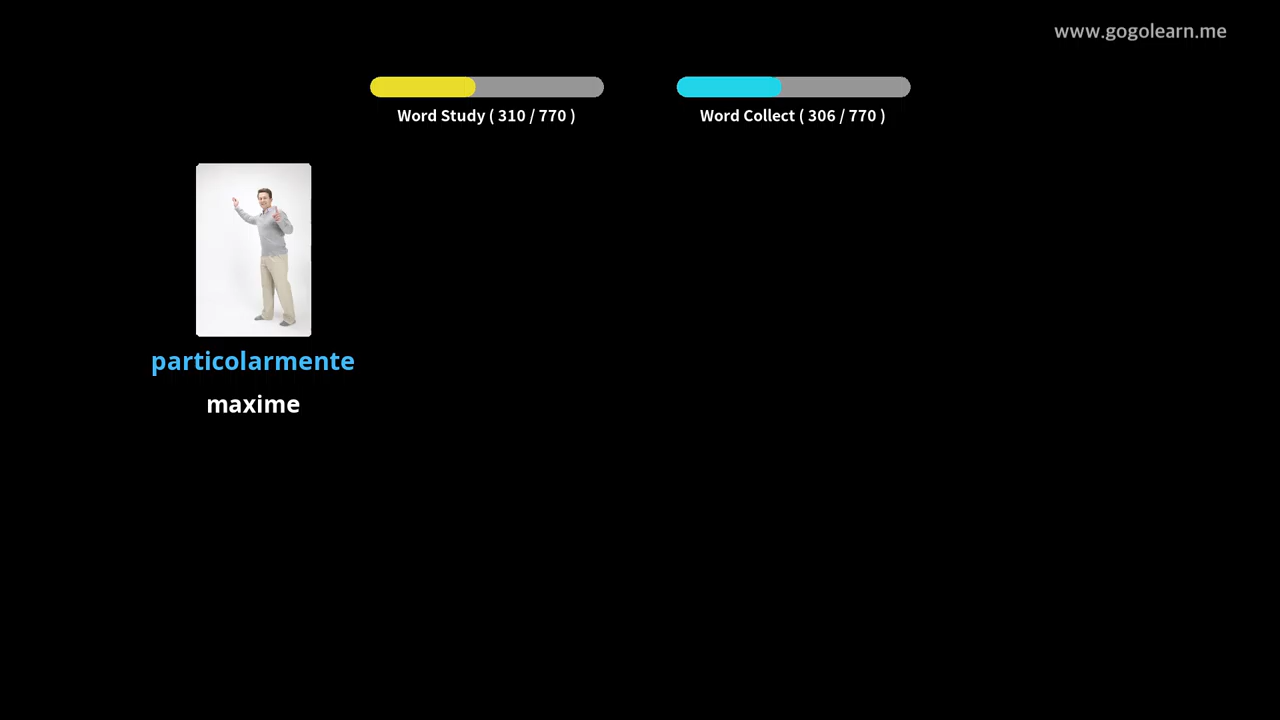 www.gogolearn.me
Word Study ( 310 / 770 )
Word Collect ( 306 / 770 )
particolarmente
maxime